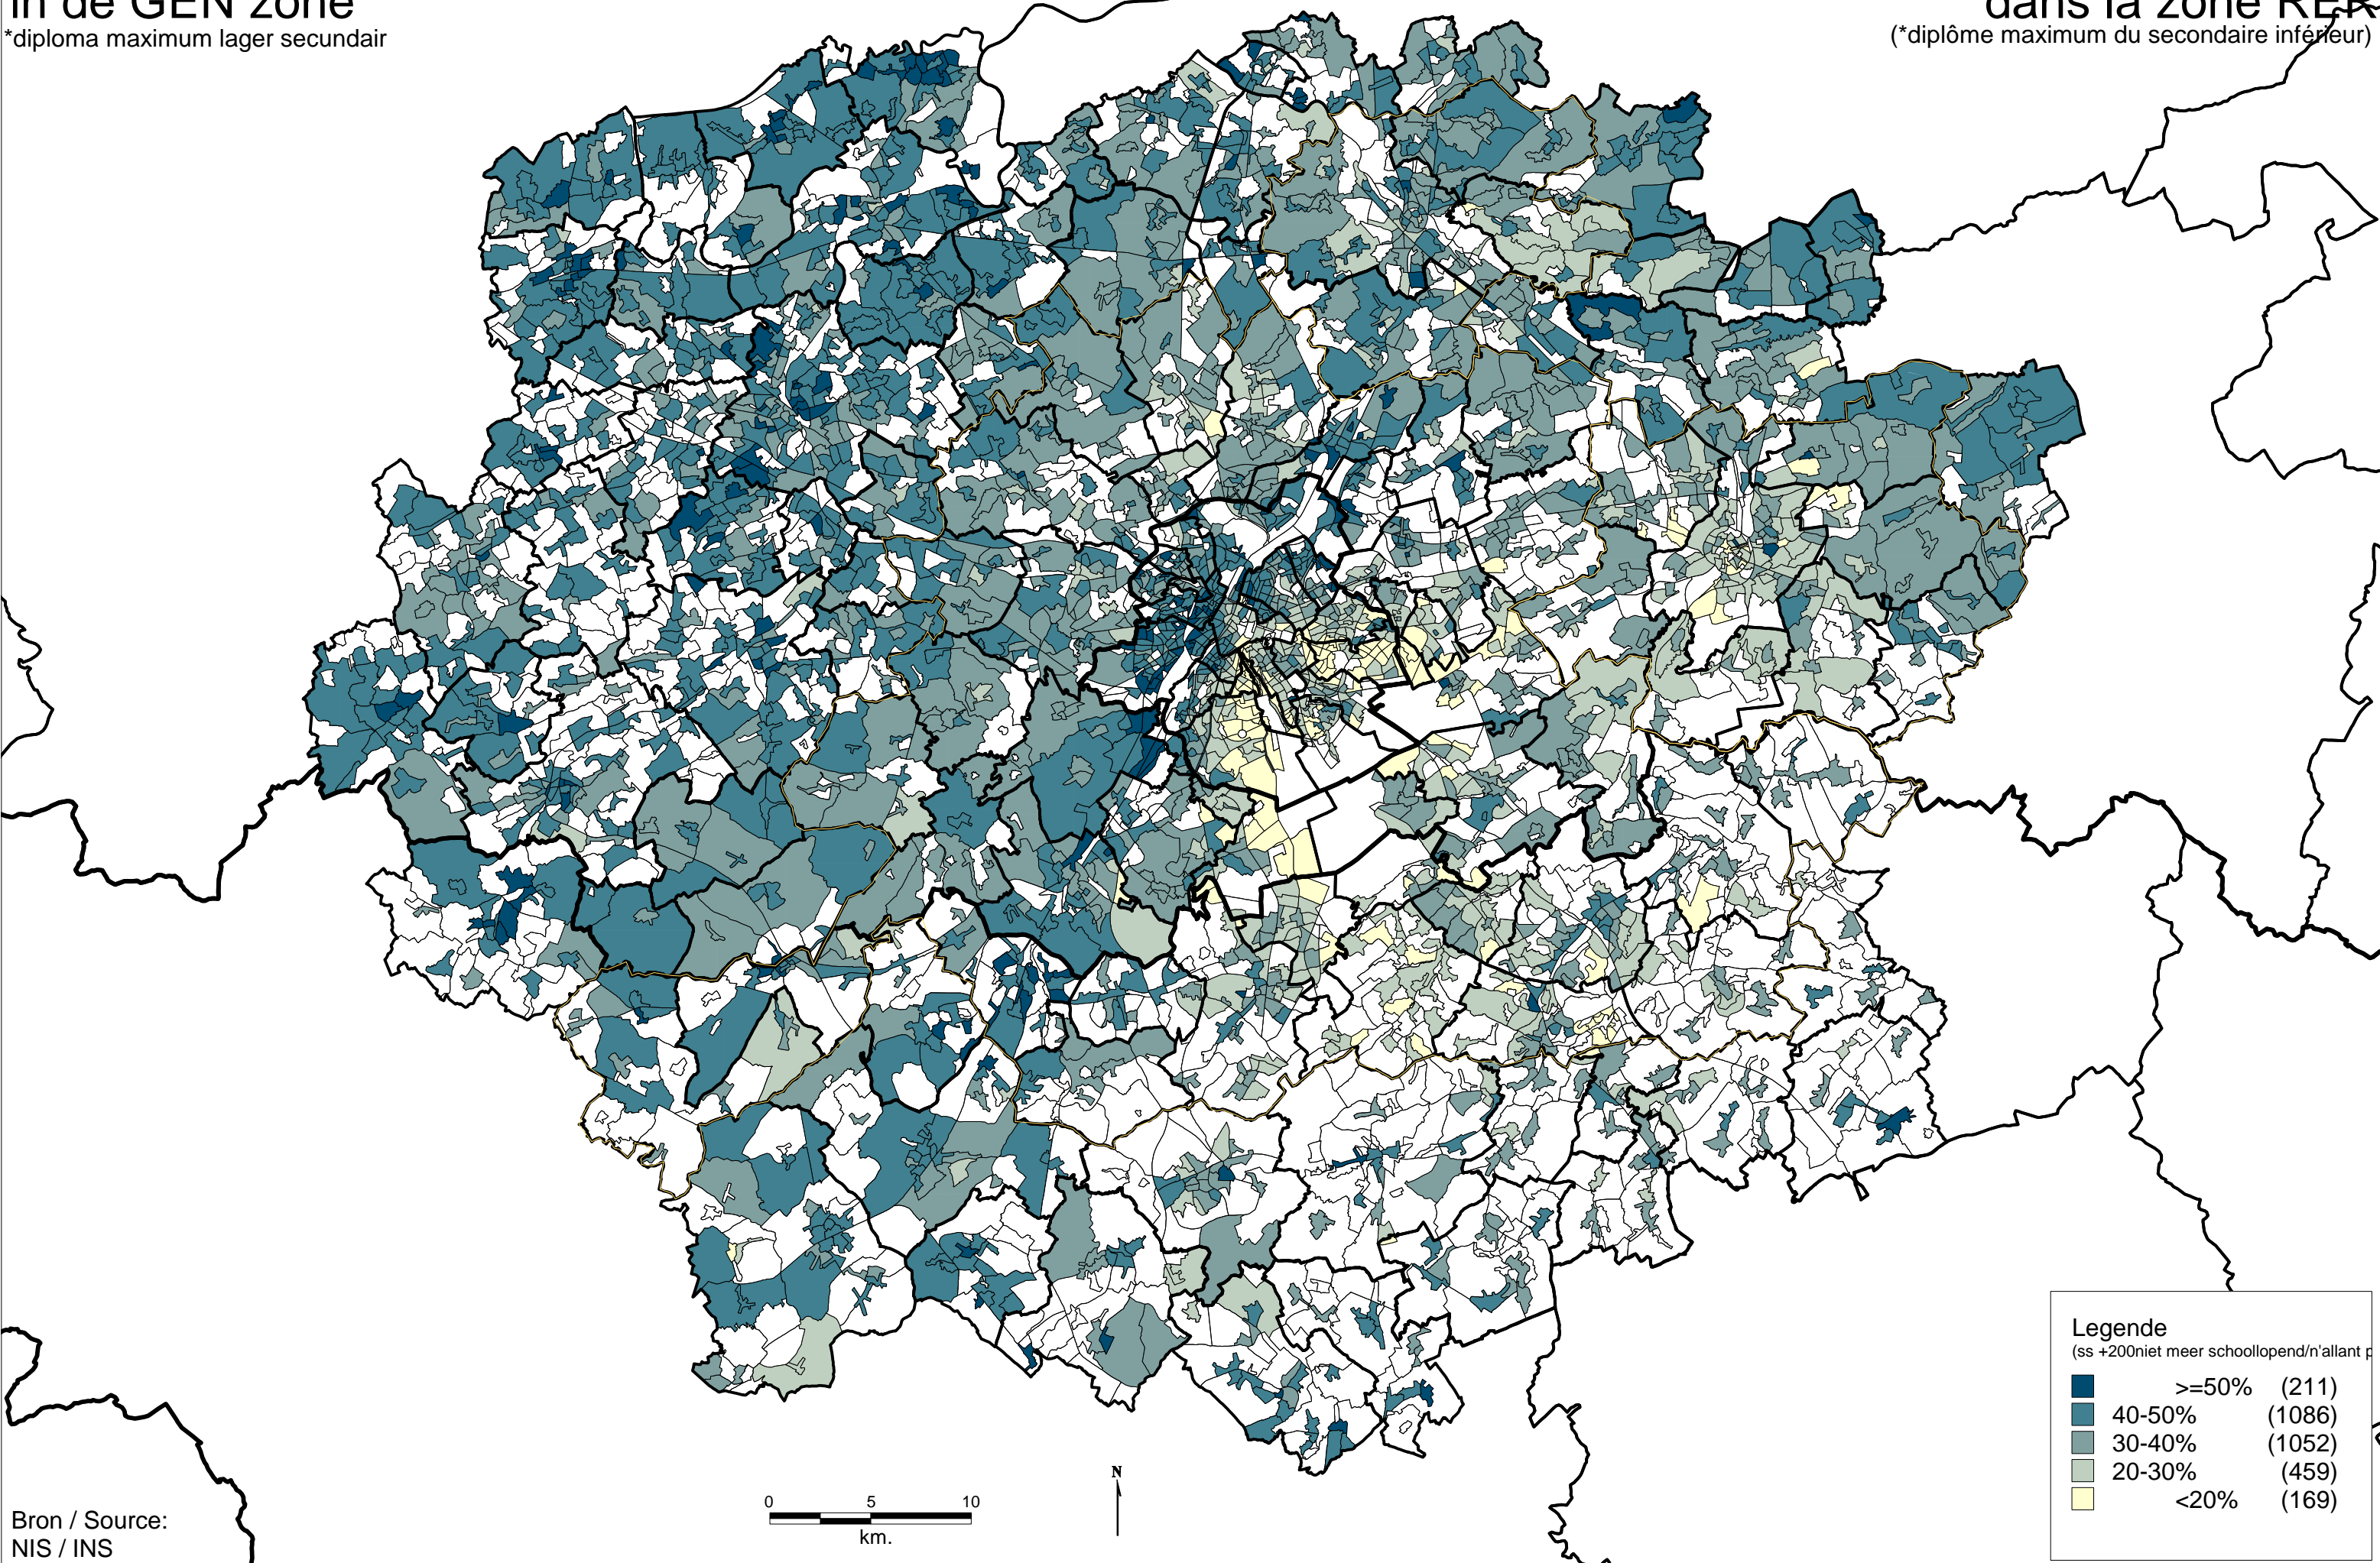 in de GEN zone
dans la zone RER
*diploma maximum lager secundair
(*diplôme maximum du secondaire inférieur)
Legende
(ss +200niet meer schoollopend/n'allant p
>=50% (211)
40-50% (1086)
30-40% (1052)
20-30% (459)
<20% (169)
N
0 5 10
km.
Bron / Source:
NIS / INS